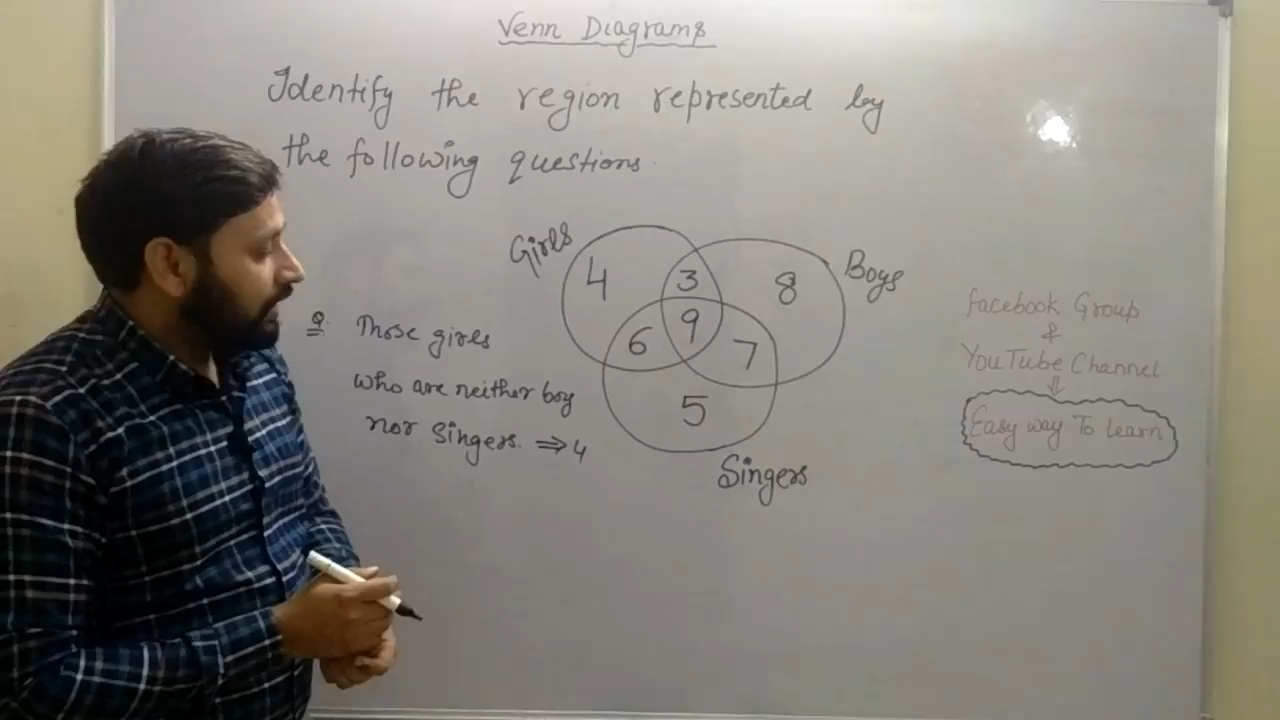 Venn Diagrams
Identify the region represented by
the following questions.
Girls
Boys
4
3
8
9
6
7
5
Singers
Q. Those girls
who are neither boy
nor Singers. ⇒ 4
facebook Group
&
YouTube Channel
⇓
Easy way To Learn